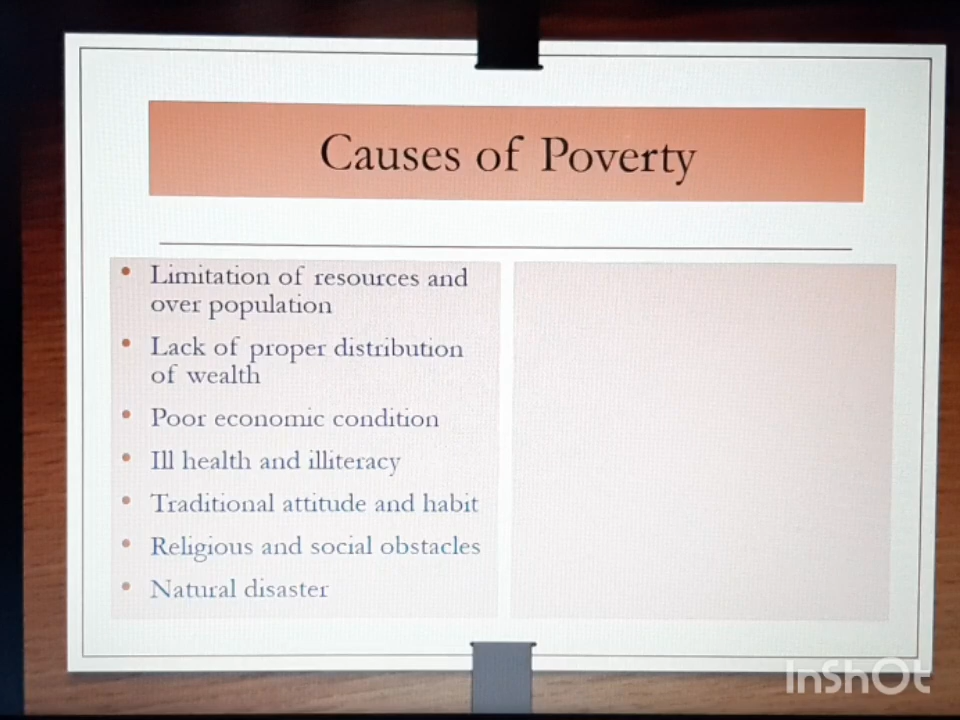 Causes of Poverty
• Limitation of resources and
over population
• Lack of proper distribution
of wealth
• Poor economic condition
• Ill health and illiteracy
• Traditional attitude and habit
• Religious and social obstacles
• Natural disaster
InShOt